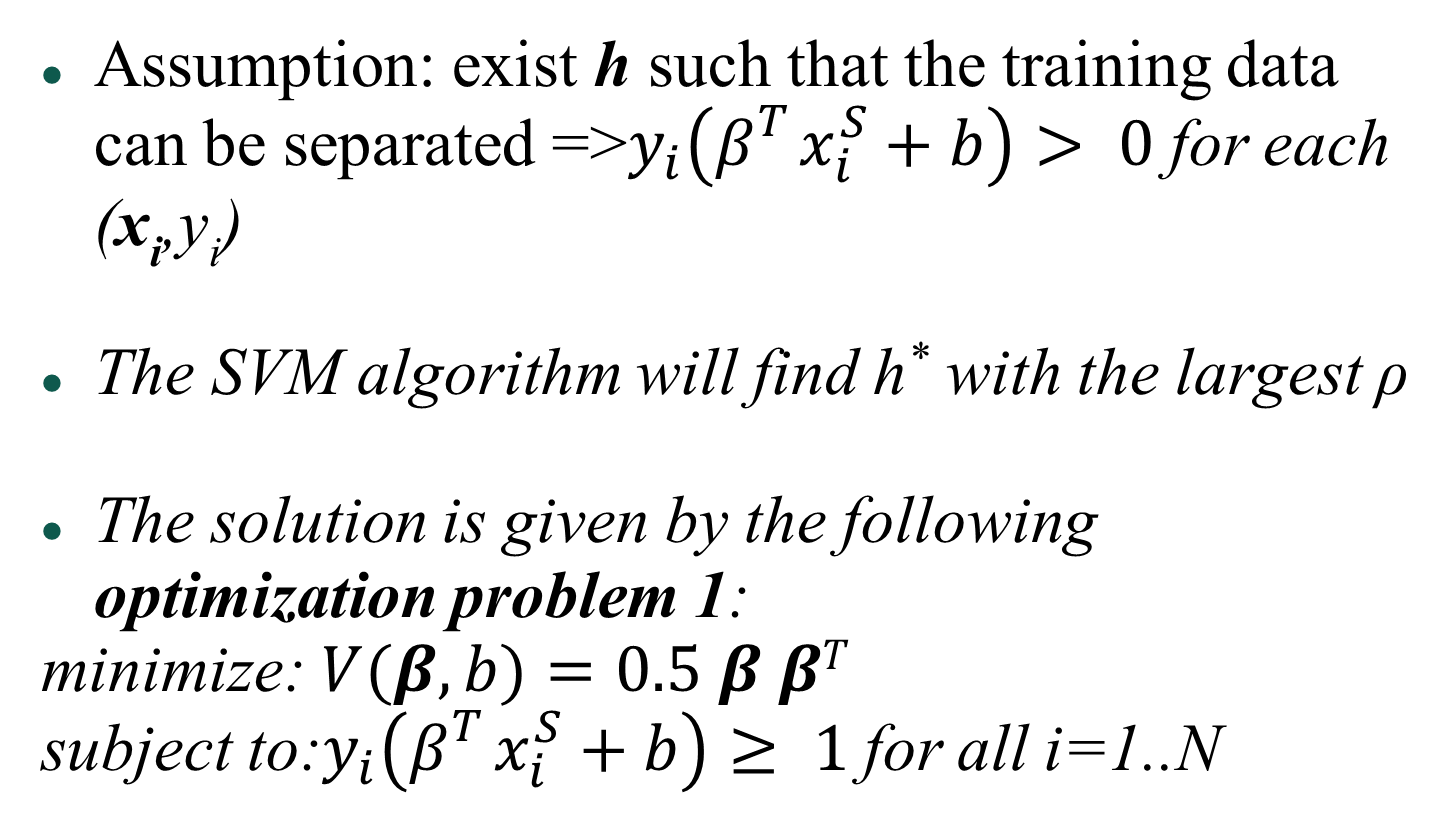 • Assumption: exist h such that the training data
can be separated =>yᵢ(βᵀ xᵢˢ + b) > 0 for each
(xᵢ,yᵢ)
• The SVM algorithm will find h* with the largest ρ
• The solution is given by the following
optimization problem 1:
minimize: V(β, b) = 0.5 β βᵀ
subject to:yᵢ(βᵀ xᵢˢ + b) ≥ 1 for all i=1..N